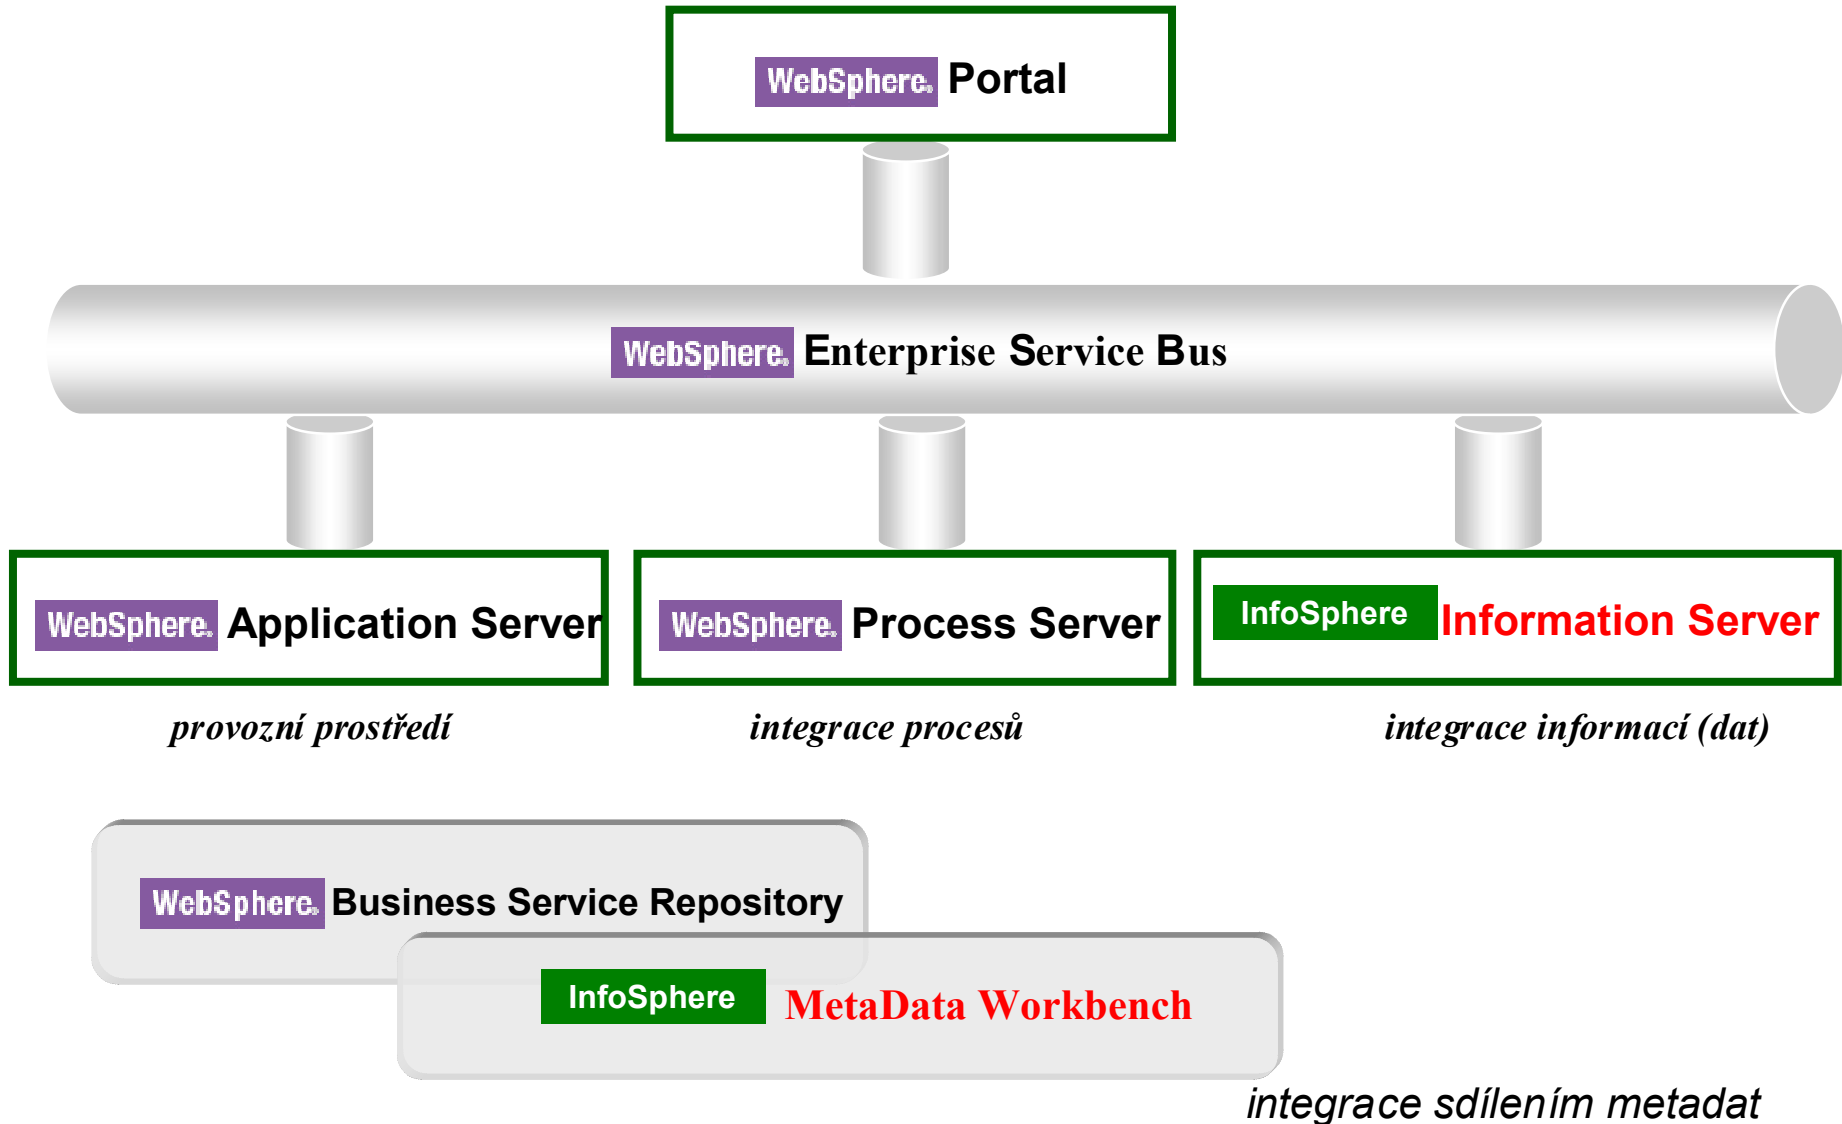 WebSphere® Portal
WebSphere® Enterprise Service Bus
WebSphere® Application Server
WebSphere® Process Server
InfoSphere Information Server
provozní prostředí
integrace procesů
integrace informací (dat)
WebSphere® Business Service Repository
InfoSphere MetaData Workbench
integrace sdílením metadat